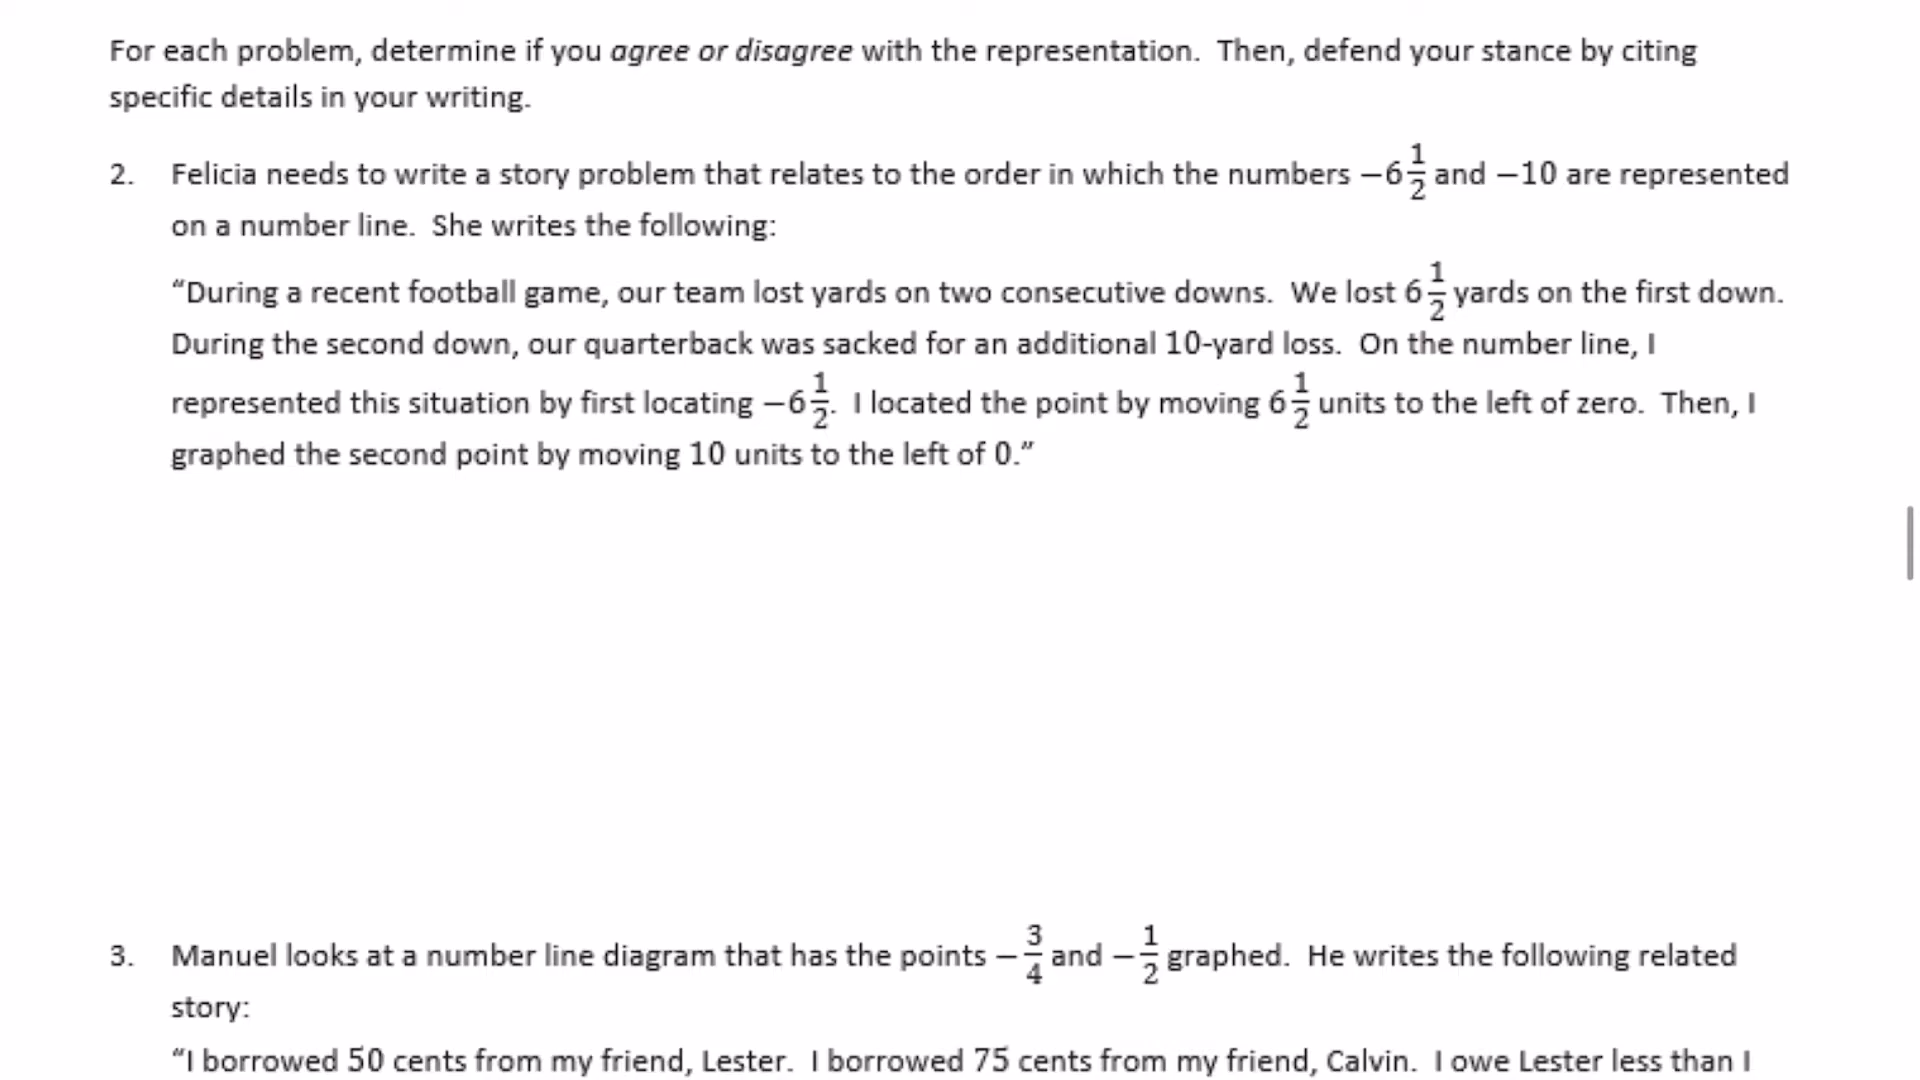 For each problem, determine if you agree or disagree with the representation. Then, defend your stance by citing
specific details in your writing.
2. Felicia needs to write a story problem that relates to the order in which the numbers −6 1/2 and −10 are represented
on a number line. She writes the following:
“During a recent football game, our team lost yards on two consecutive downs. We lost 6 1/2 yards on the first down.
During the second down, our quarterback was sacked for an additional 10-yard loss. On the number line, I
represented this situation by first locating −6 1/2. I located the point by moving 6 1/2 units to the left of zero. Then, I
graphed the second point by moving 10 units to the left of 0.”
3. Manuel looks at a number line diagram that has the points −3/4 and −1/2 graphed. He writes the following related
story:
“I borrowed 50 cents from my friend, Lester. I borrowed 75 cents from my friend, Calvin. I owe Lester less than I